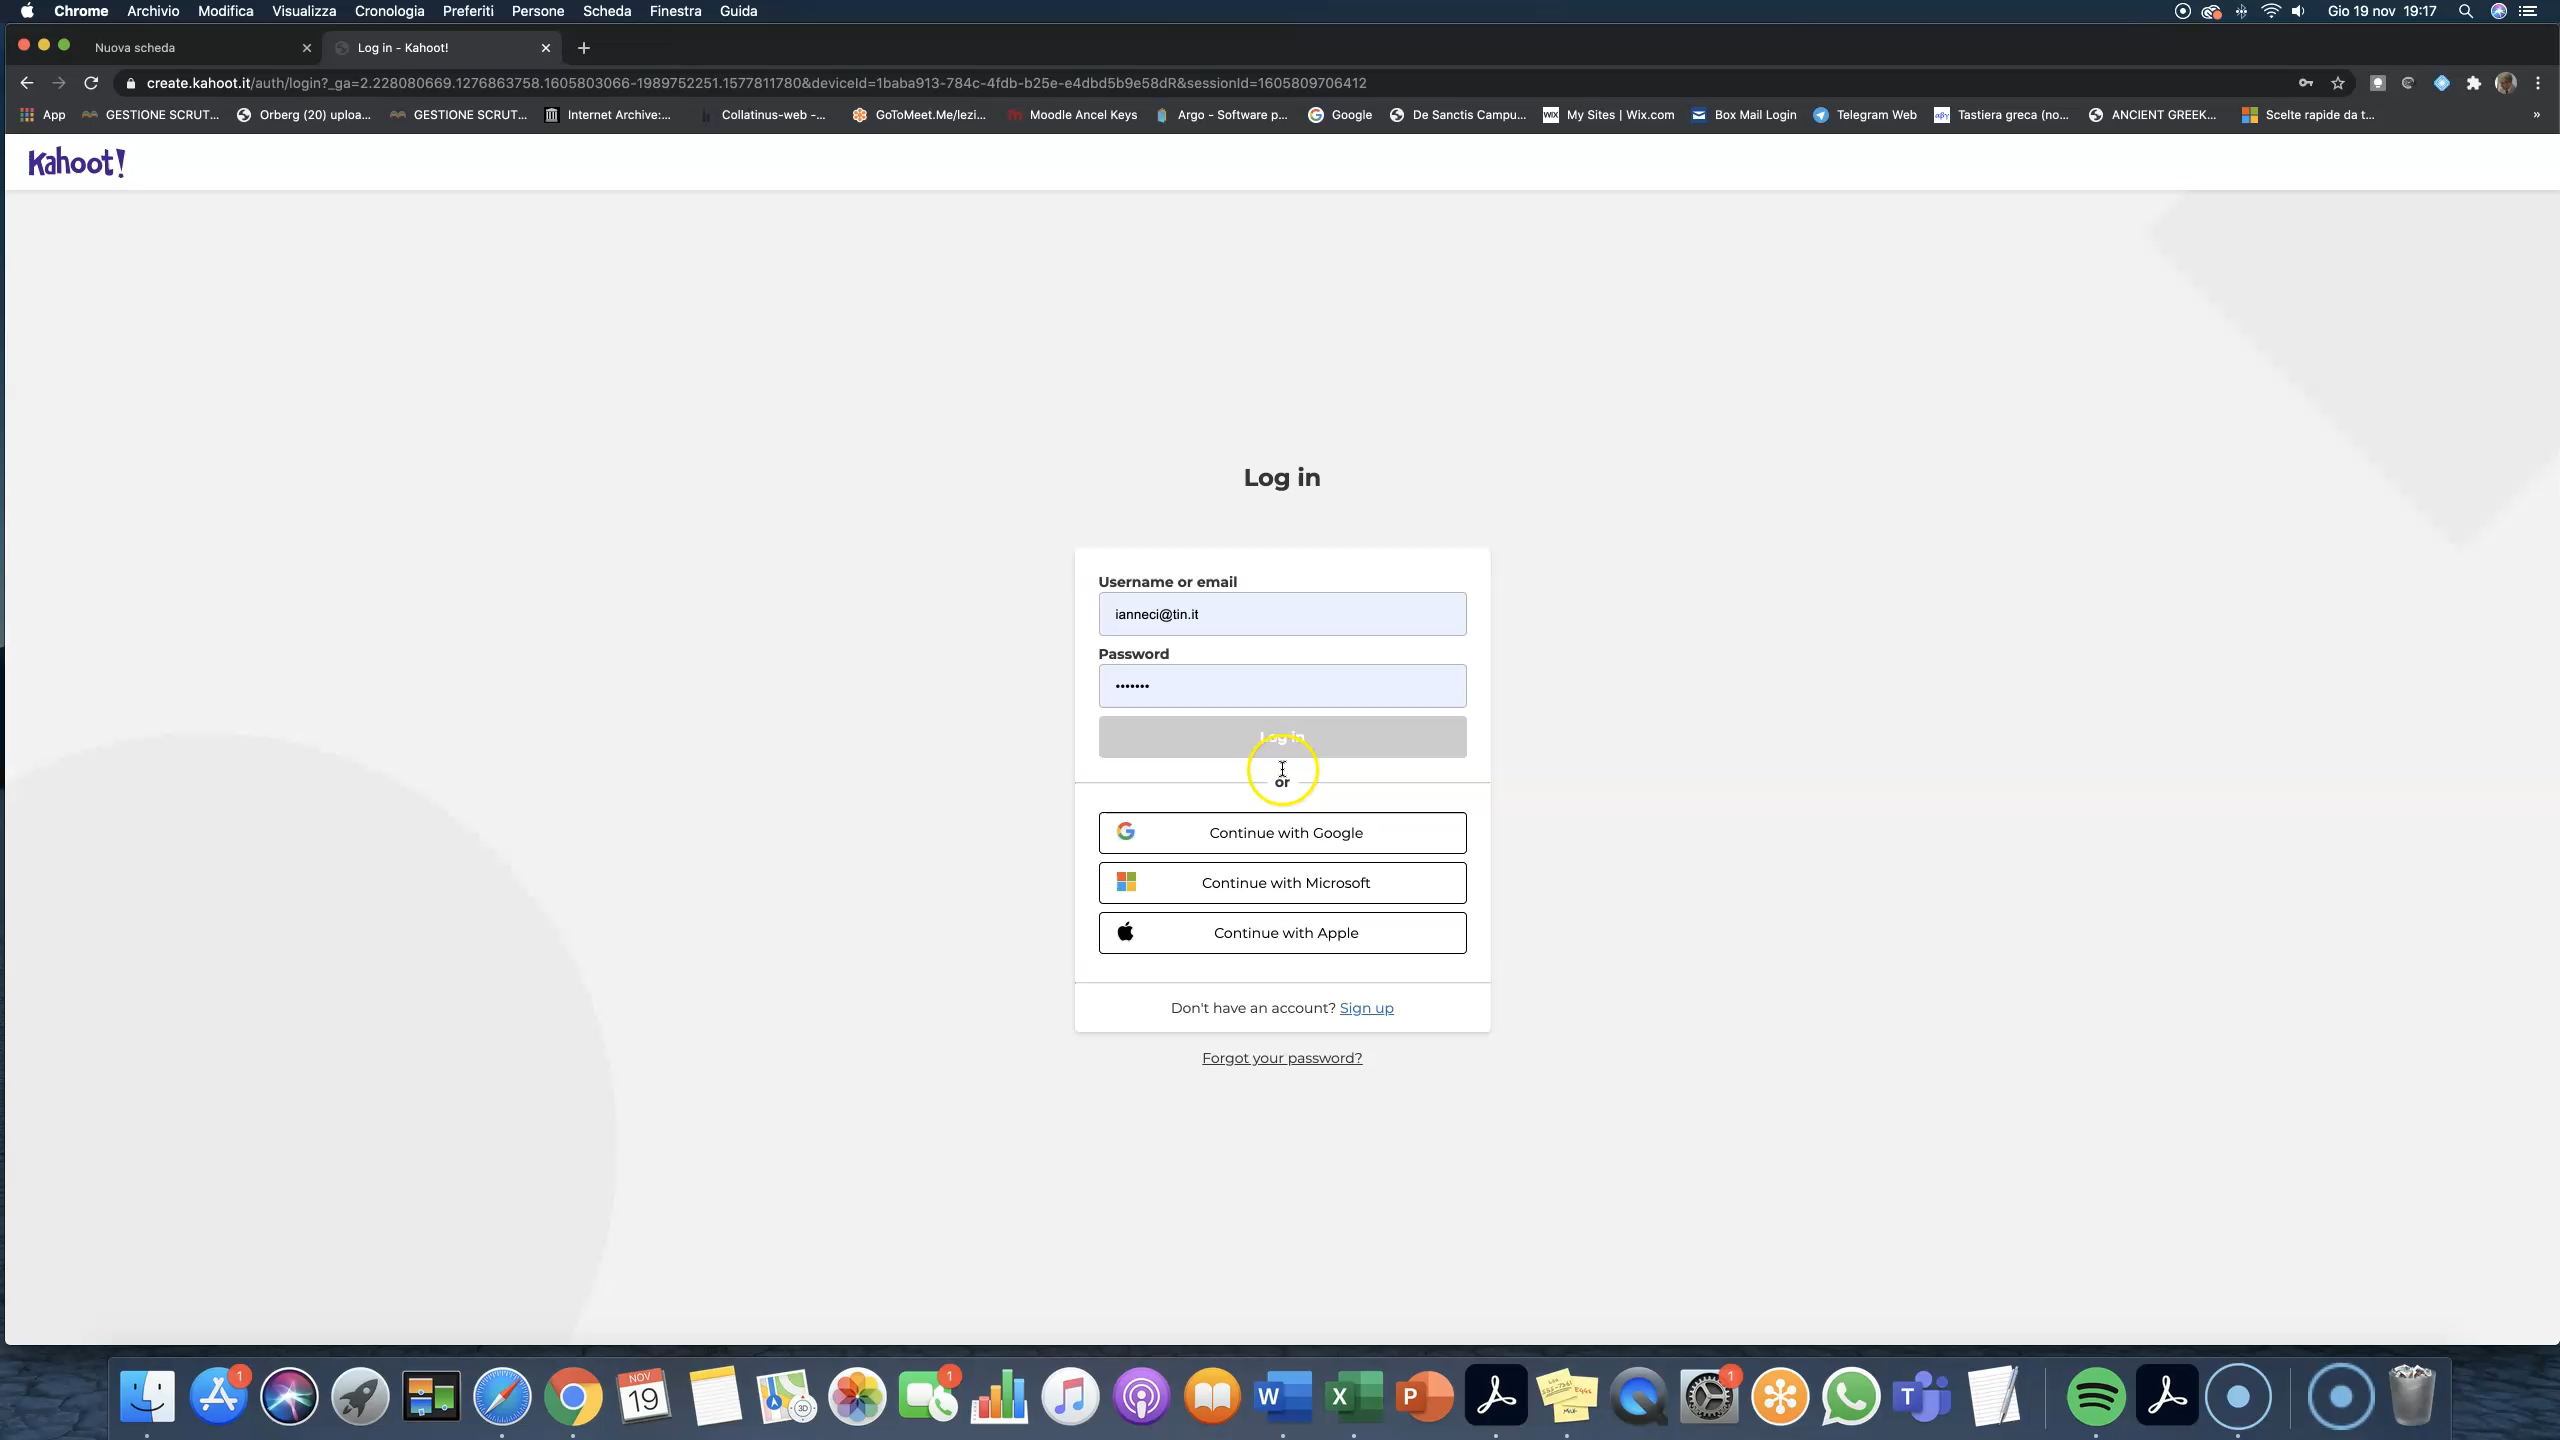 Chrome Archivio Modifica Visualizza Cronologia Preferiti Persone Scheda Finestra Guida Gio 19 nov 19:17
Nuova scheda Log in - Kahoot!
create.kahoot.it/auth/login?_ga=2.228080669.1276863758.1605803066-1989752251.1577811780&deviceId=1baba913-784c-4fdb-b25e-e4dbd5b9e58dR&sessionId=1605809706412
App GESTIONE SCRUT... Orberg (20) uploa... GESTIONE SCRUT... Internet Archive:... Collatinus-web -... GoToMeet.Me/lezi... Moodle Ancel Keys Argo - Software p... Google De Sanctis Campu... WIX My Sites | Wix.com Box Mail Login Telegram Web αβγ Tastiera greca (no... ANCIENT GREEK... Scelte rapide da t... »
Kahoot!
Log in
Username or email
ianneci@tin.it
Password
•••••••
Log in
or
Continue with Google
Continue with Microsoft
Continue with Apple
Don't have an account? Sign up
Forgot your password?
1 NOV 19 3D 1 W X P 1 T